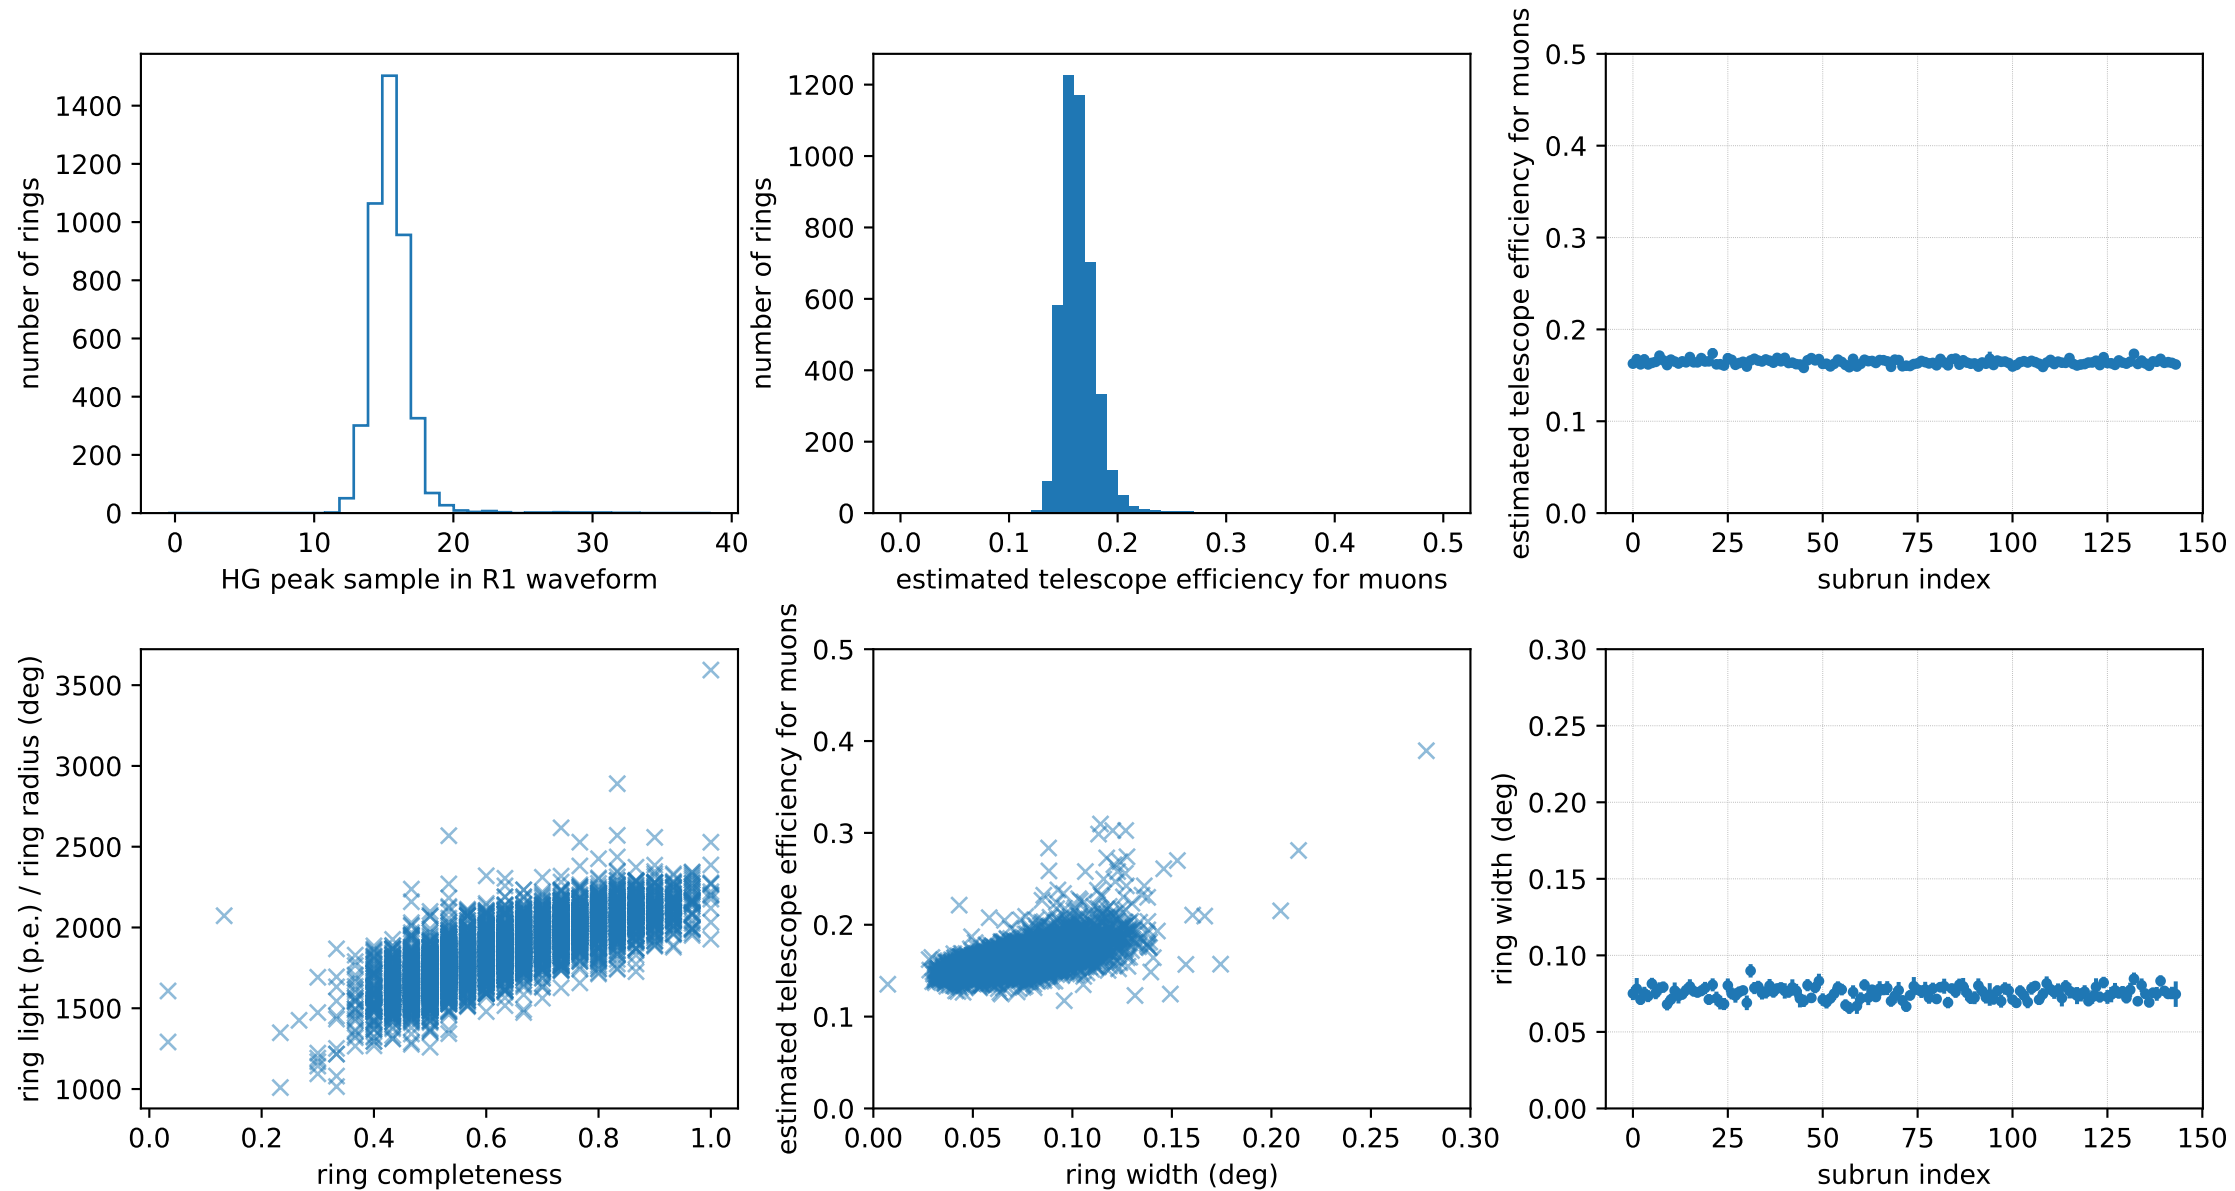 number of rings
1400
1200
1000
800
600
400
200
0
0 10 20 30 40
HG peak sample in R1 waveform
number of rings
1200
1000
800
600
400
200
0
0.0 0.1 0.2 0.3 0.4 0.5
estimated telescope efficiency for muons
estimated telescope efficiency for muons
0.5
0.4
0.3
0.2
0.1
0.0
0 25 50 75 100 125 150
subrun index
ring light (p.e.) / ring radius (deg)
3500
3000
2500
2000
1500
1000
0.0 0.2 0.4 0.6 0.8 1.0
ring completeness
estimated telescope efficiency for muons
0.5
0.4
0.3
0.2
0.1
0.0
0.00 0.05 0.10 0.15 0.20 0.25 0.30
ring width (deg)
ring width (deg)
0.30
0.25
0.20
0.15
0.10
0.05
0.00
0 25 50 75 100 125 150
subrun index